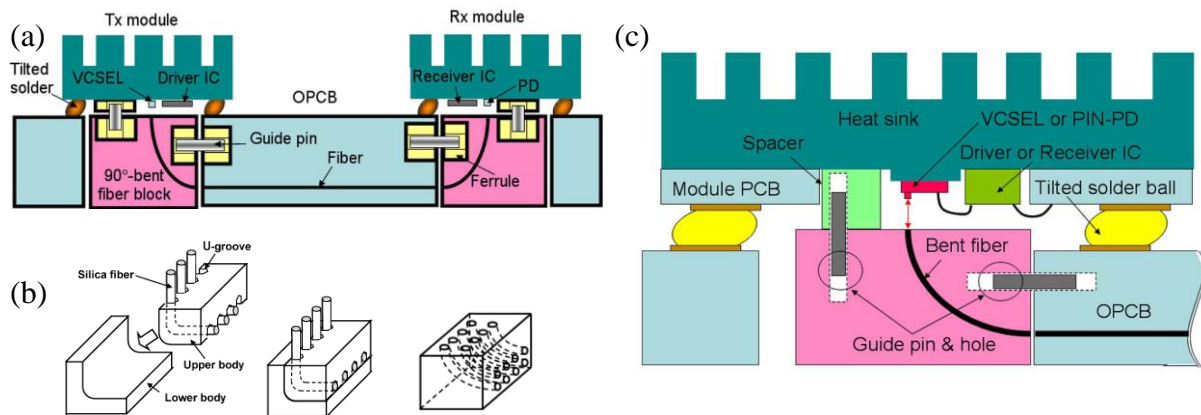 (a)
Tx module
Rx module
Tilted
solder
VCSEL
Driver IC
OPCB
Receiver IC
PD
Guide pin
Fiber
90°-bent
fiber block
Ferrule
(b)
U-groove
Silica fiber
Upper body
Lower body
(c)
Heat sink
VCSEL or PIN-PD
Spacer
Driver or Receiver IC
Module PCB
Tilted solder ball
Bent fiber
OPCB
Guide pin & hole